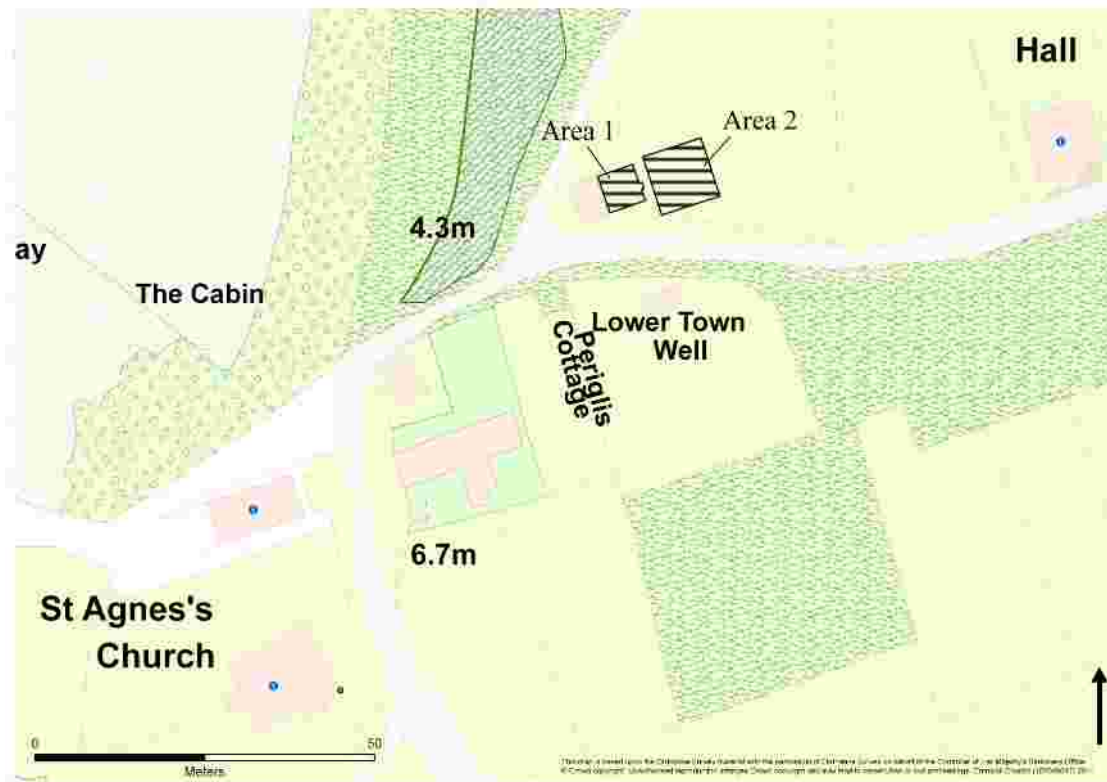 Hall
Area 1
Area 2
4.3m
ay
The Cabin
Lower Town
Well
Periglis
Cottage
6.7m
St Agnes's
Church
0
50
Meters